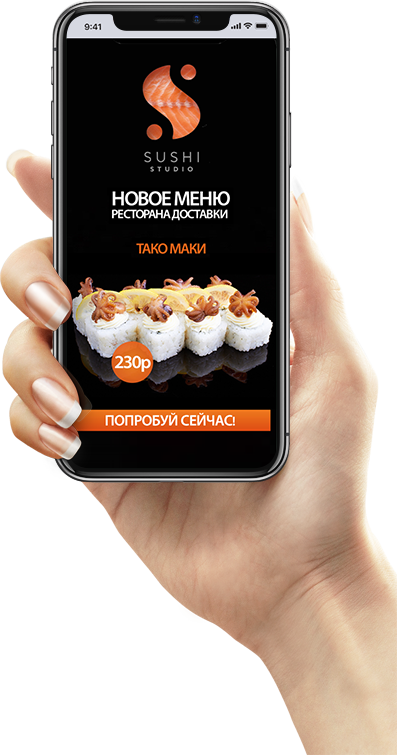 9:41
SUSHI
STUDIO
НОВОЕ МЕНЮ
РЕСТОРАНА ДОСТАВКИ
ТАКО МАКИ
230р
ПОПРОБУЙ СЕЙЧАС!